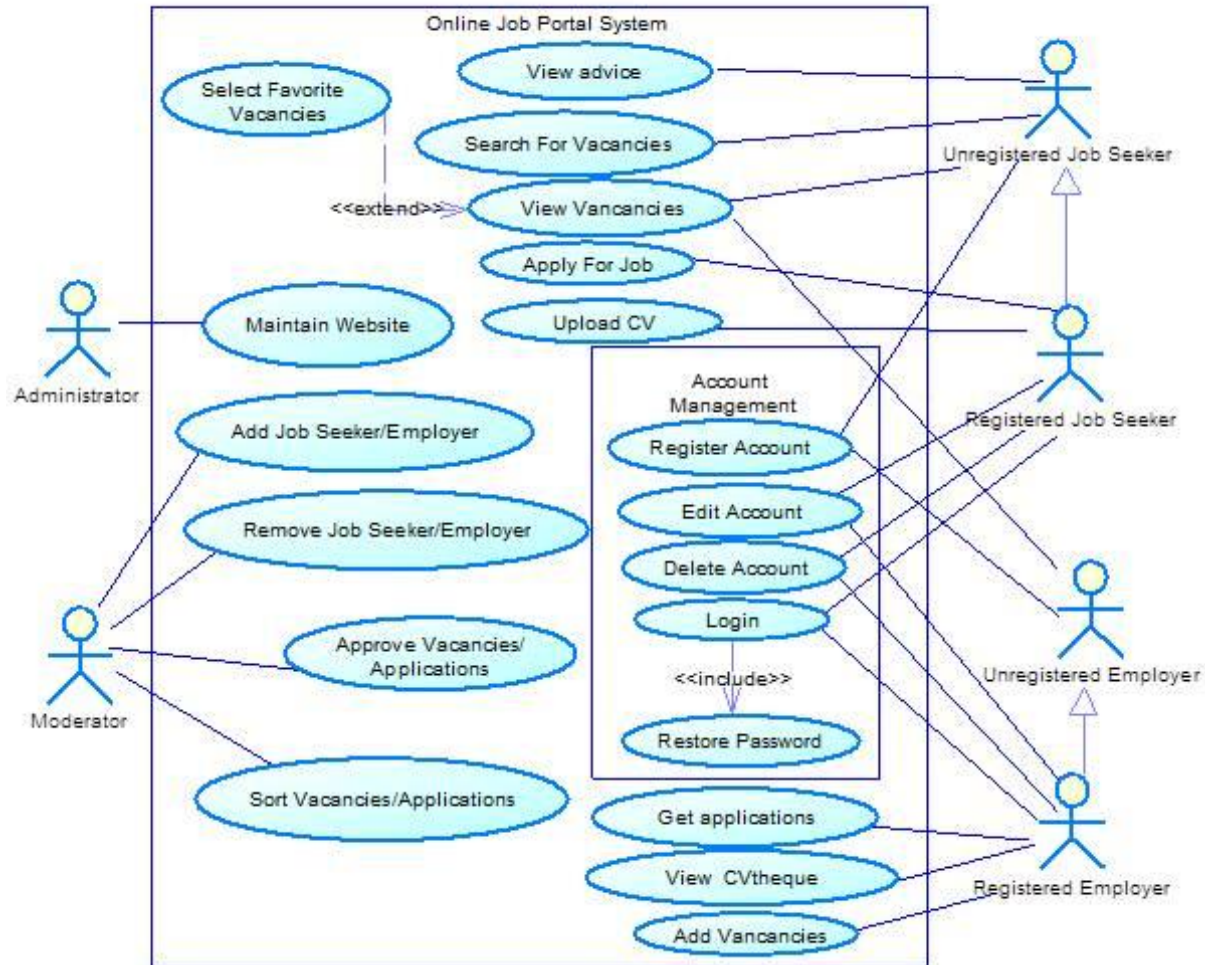 Online Job Portal System
View advice
Select Favorite
Vacancies
Search For Vacancies
Unregistered Job Seeker
<<extend>>
View Vancancies
Apply For Job
Maintain Website
Upload CV
Administrator
Account
Management
Registered Job Seeker
Add Job Seeker/Employer
Register Account
Remove Job Seeker/Employer
Edit Account
Delete Account
Login
Approve Vacancies/
Applications
<<include>>
Unregistered Employer
Moderator
Restore Password
Sort Vacancies/Applications
Get applications
View CVtheque
Registered Employer
Add Vancancies